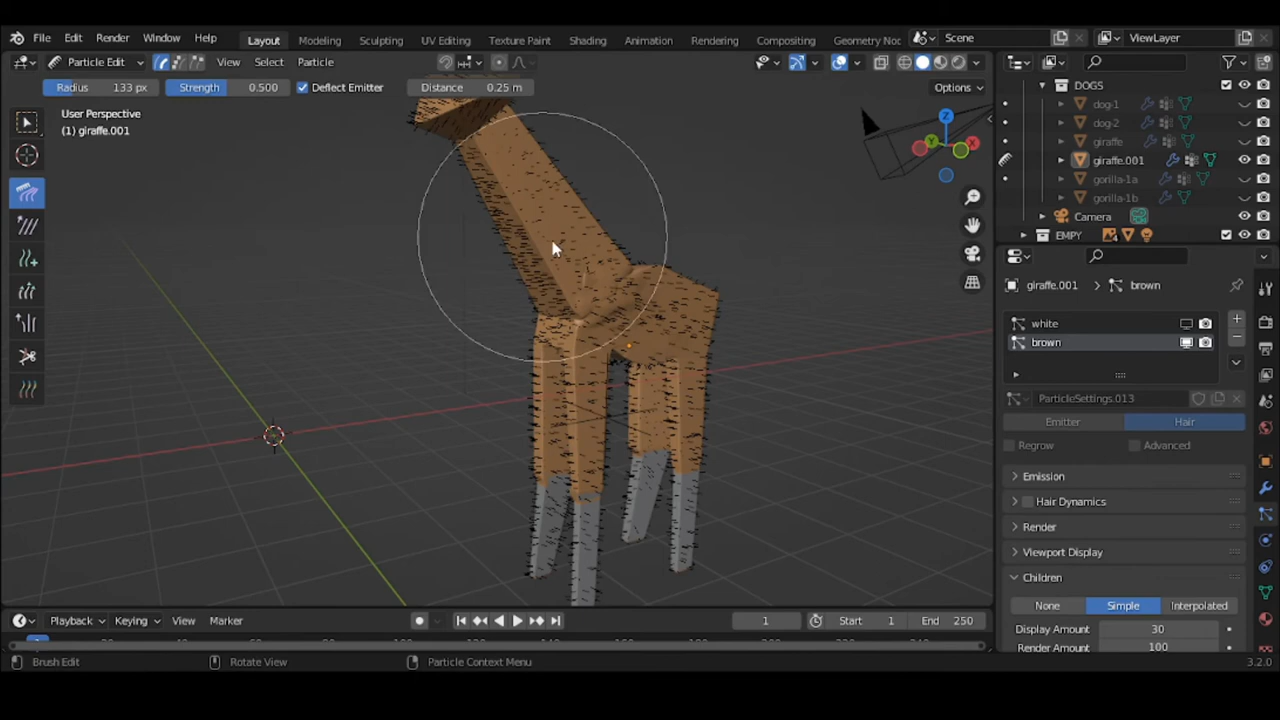 File Edit Render Window Help Layout Modeling Sculpting UV Editing Texture Paint Shading Animation Rendering Compositing Geometry Noc Scene ViewLayer
Particle Edit View Select Particle
Radius 133 px Strength 0.500 Deflect Emitter Distance 0.25 m Options
User Perspective
(1) giraffe.001
Z
Y
X
DOGS
dog-1
dog-2
giraffe
giraffe.001
gorilla-1a
gorilla-1b
Camera
EMPY
giraffe.001 brown
white
brown
ParticleSettings.013
Emitter Hair
Regrow Advanced
Emission
Hair Dynamics
Render
Viewport Display
Children
None Simple Interpolated
Display Amount 30
Render Amount 100
Playback Keying View Marker 1 Start 1 End 250
Brush Edit Rotate View Particle Context Menu 3.2.0